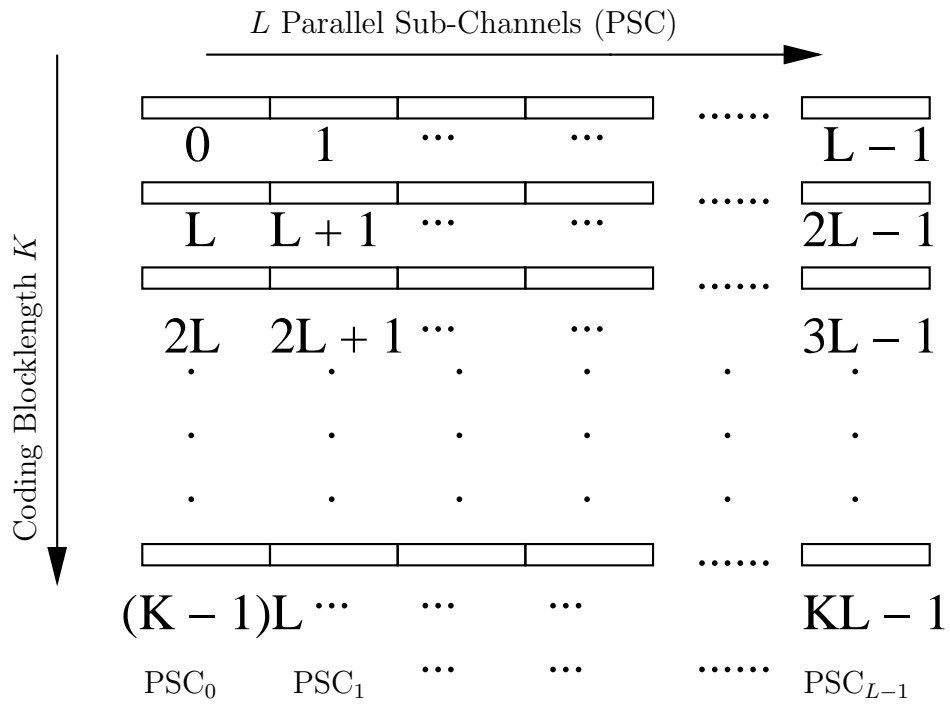 L Parallel Sub-Channels (PSC)
Coding Blocklength K
...... 
0 1 ... ... L – 1
......
L L + 1 ... ... 2L – 1
......
2L 2L + 1 ... ... 3L – 1
. . . . . .
. . . . . .
. . . . . .
......
(K – 1)L ... ... ... KL – 1
PSC₀ PSC₁ ... ... ...... PSC_{L−1}